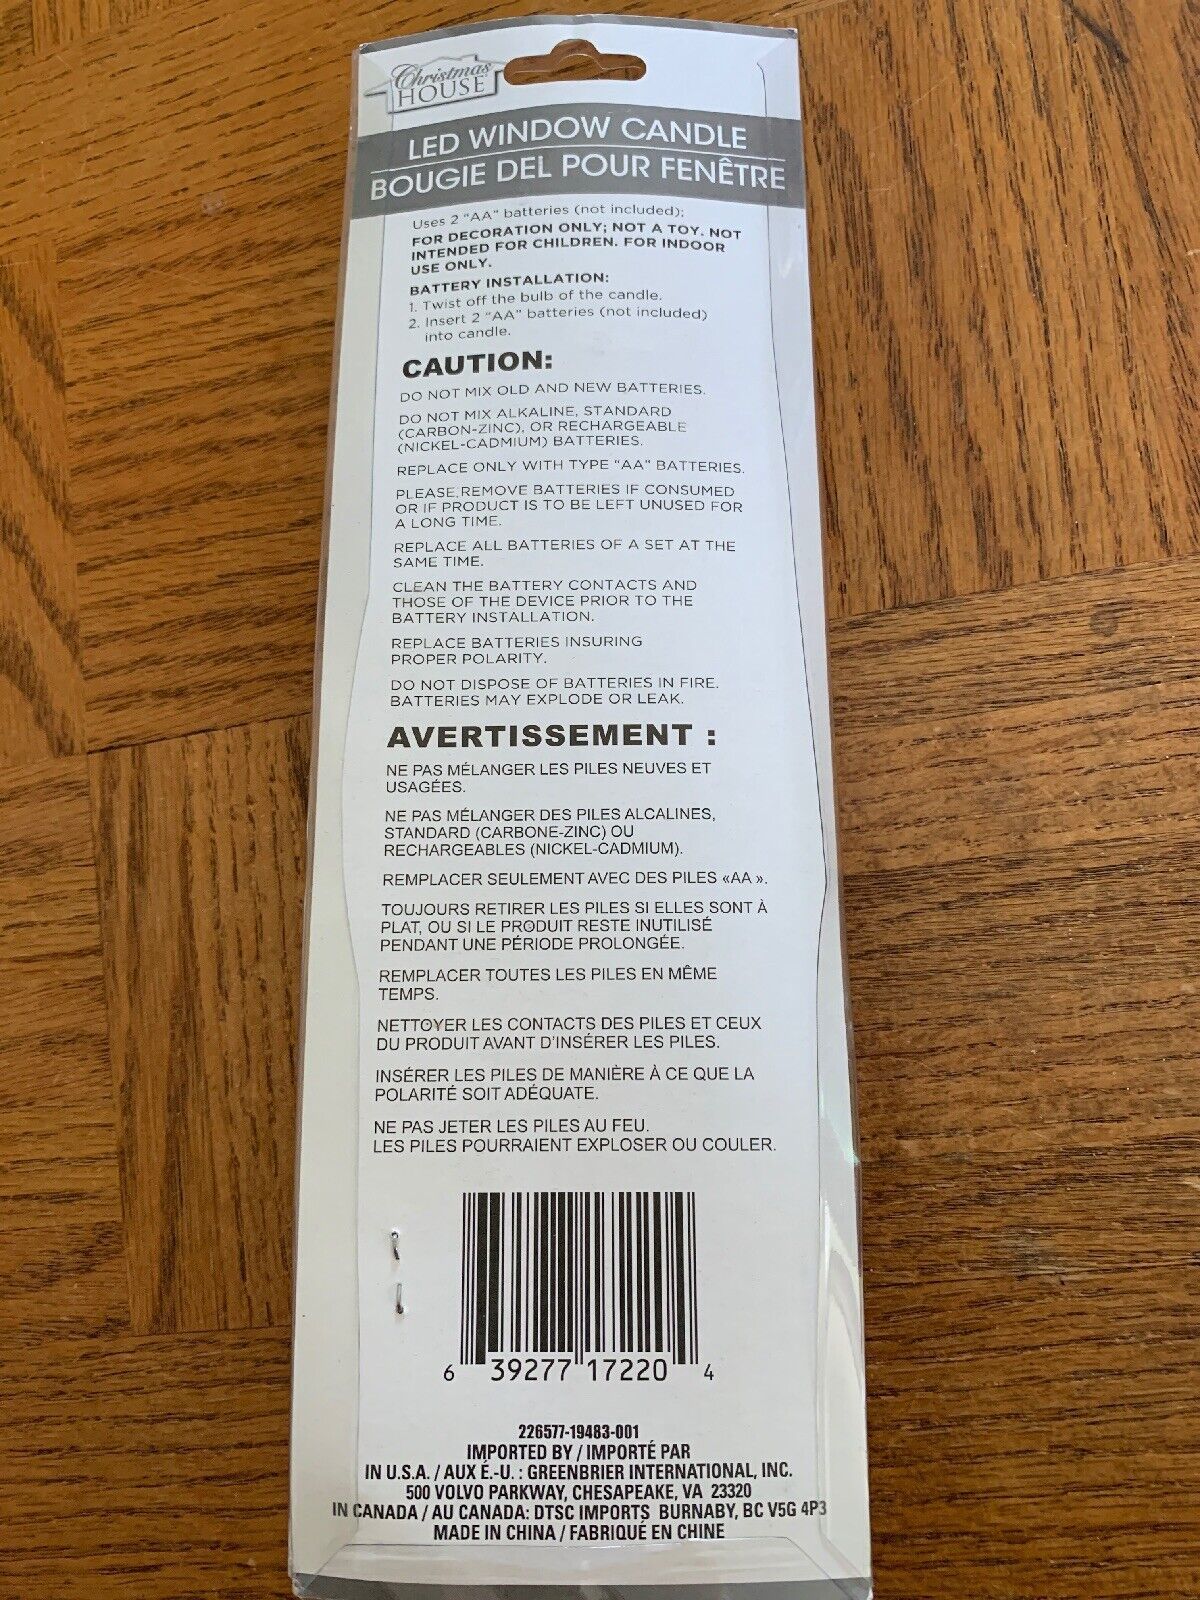 Christmas
HOUSE
LED WINDOW CANDLE
BOUGIE DEL POUR FENÊTRE
Uses 2 "AA" batteries (not included);
FOR DECORATION ONLY; NOT A TOY. NOT
INTENDED FOR CHILDREN. FOR INDOOR
USE ONLY.
BATTERY INSTALLATION:
1. Twist off the bulb of the candle.
2. Insert 2 "AA" batteries (not included)
into candle.
CAUTION:
DO NOT MIX OLD AND NEW BATTERIES.
DO NOT MIX ALKALINE, STANDARD
(CARBON-ZINC), OR RECHARGEABLE
(NICKEL-CADMIUM) BATTERIES.
REPLACE ONLY WITH TYPE "AA" BATTERIES.
PLEASE REMOVE BATTERIES IF CONSUMED
OR IF PRODUCT IS TO BE LEFT UNUSED FOR
A LONG TIME.
REPLACE ALL BATTERIES OF A SET AT THE
SAME TIME.
CLEAN THE BATTERY CONTACTS AND
THOSE OF THE DEVICE PRIOR TO THE
BATTERY INSTALLATION.
REPLACE BATTERIES INSURING
PROPER POLARITY.
DO NOT DISPOSE OF BATTERIES IN FIRE.
BATTERIES MAY EXPLODE OR LEAK.
AVERTISSEMENT :
NE PAS MÉLANGER LES PILES NEUVES ET
USAGÉES.
NE PAS MÉLANGER DES PILES ALCALINES,
STANDARD (CARBONE-ZINC) OU
RECHARGEABLES (NICKEL-CADMIUM).
REMPLACER SEULEMENT AVEC DES PILES «AA ».
TOUJOURS RETIRER LES PILES SI ELLES SONT À
PLAT, OU SI LE PRODUIT RESTE INUTILISÉ
PENDANT UNE PÉRIODE PROLONGÉE.
REMPLACER TOUTES LES PILES EN MÊME
TEMPS.
NETTOYER LES CONTACTS DES PILES ET CEUX
DU PRODUIT AVANT D'INSÉRER LES PILES.
INSÉRER LES PILES DE MANIÈRE À CE QUE LA
POLARITÉ SOIT ADÉQUATE.
NE PAS JETER LES PILES AU FEU.
LES PILES POURRAIENT EXPLOSER OU COULER.
6 39277 17220 4
226577-19483-001
IMPORTED BY / IMPORTÉ PAR
IN U.S.A. / AUX É.-U. : GREENBRIER INTERNATIONAL, INC.
500 VOLVO PARKWAY, CHESAPEAKE, VA 23320
IN CANADA / AU CANADA: DTSC IMPORTS BURNABY, BC V5G 4P3
MADE IN CHINA / FABRIQUÉ EN CHINE